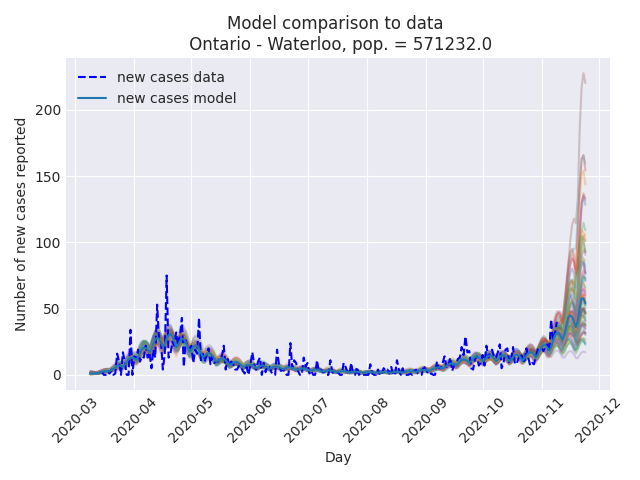 Model comparison to data
Ontario - Waterloo, pop. = 571232.0
new cases data
new cases model
Number of new cases reported
200
150
100
50
0
2020-03
2020-04
2020-05
2020-06
2020-07
2020-08
2020-09
2020-10
2020-11
2020-12
Day